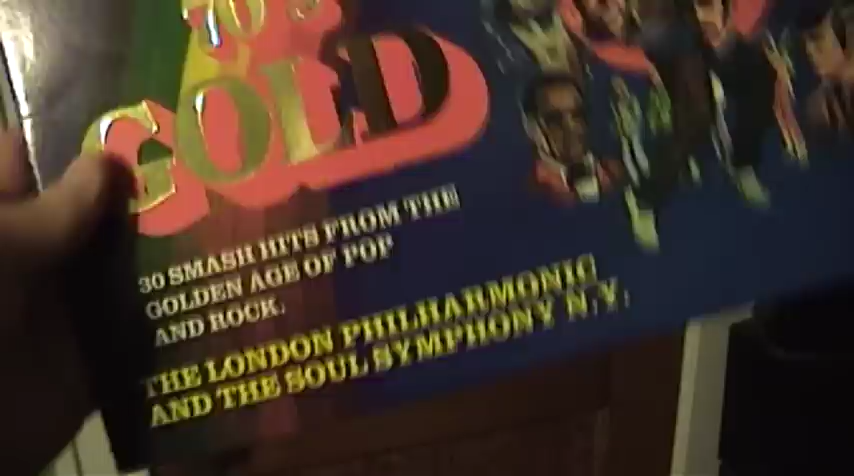 70's
GOLD
30 SMASH HITS FROM THE
GOLDEN AGE OF POP
AND ROCK.
THE LONDON PHILHARMONIC
AND THE SOUL SYMPHONY N.Y.